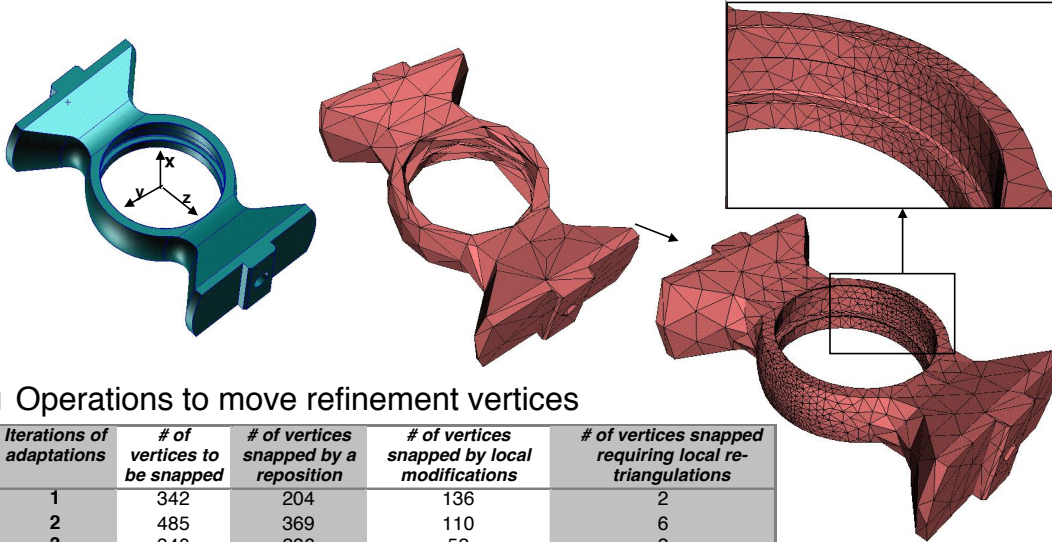 x
y
z
Operations to move refinement vertices
Iterations of adaptations
# of vertices to be snapped
# of vertices snapped by a reposition
# of vertices snapped by local modifications
# of vertices snapped requiring local re-triangulations
1 342 204 136 2
2 485 369 110 6